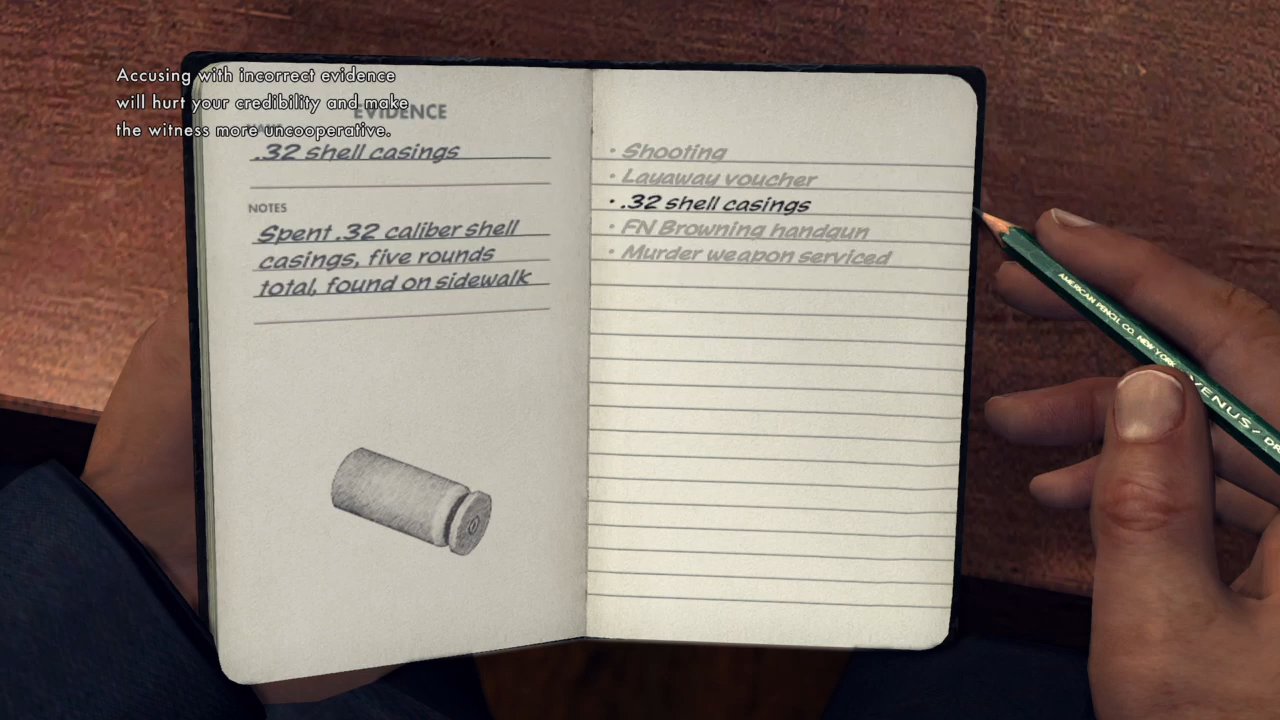 Accusing with incorrect evidence
will hurt your credibility and make
the witness more uncooperative.
EVIDENCE
NAME
.32 shell casings
NOTES
Spent .32 caliber shell
casings, five rounds
total, found on sidewalk
• Shooting
• Layaway voucher
• .32 shell casings
• FN Browning handgun
• Murder weapon serviced
AMERICAN PENCIL CO. NEW YORK
VENUS